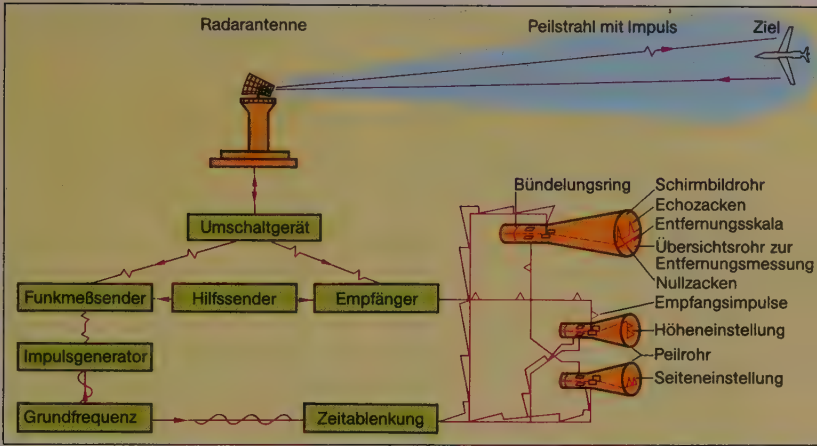 Radarantenne
Peilstrahl mit Impuls
Ziel
Bündelungsring
Schirmbildrohr
Echozacken
Entfernungsskala
Übersichtsrohr zur
Entfernungsmessung
Nullzacken
Umschaltgerät
Funkmeßsender
Hilfssender
Empfänger
Empfangsimpulse
Höheneinstellung
Impulsgenerator
Peilrohr
Seiteneinstellung
Grundfrequenz
Zeitablenkung